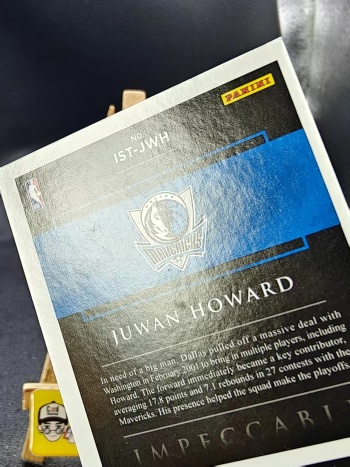 PANINI
NO.
IST-JWH
MAVERICKS
JUWAN HOWARD
In need of a big man, Dallas pulled off a massive deal with
Washington in February 2001 to bring in multiple players, including
Howard. The forward immediately became a key contributor,
averaging 17.8 points and 7.1 rebounds in 27 contests with the
Mavericks. His presence helped the squad make the playoffs.
IMPECCABL